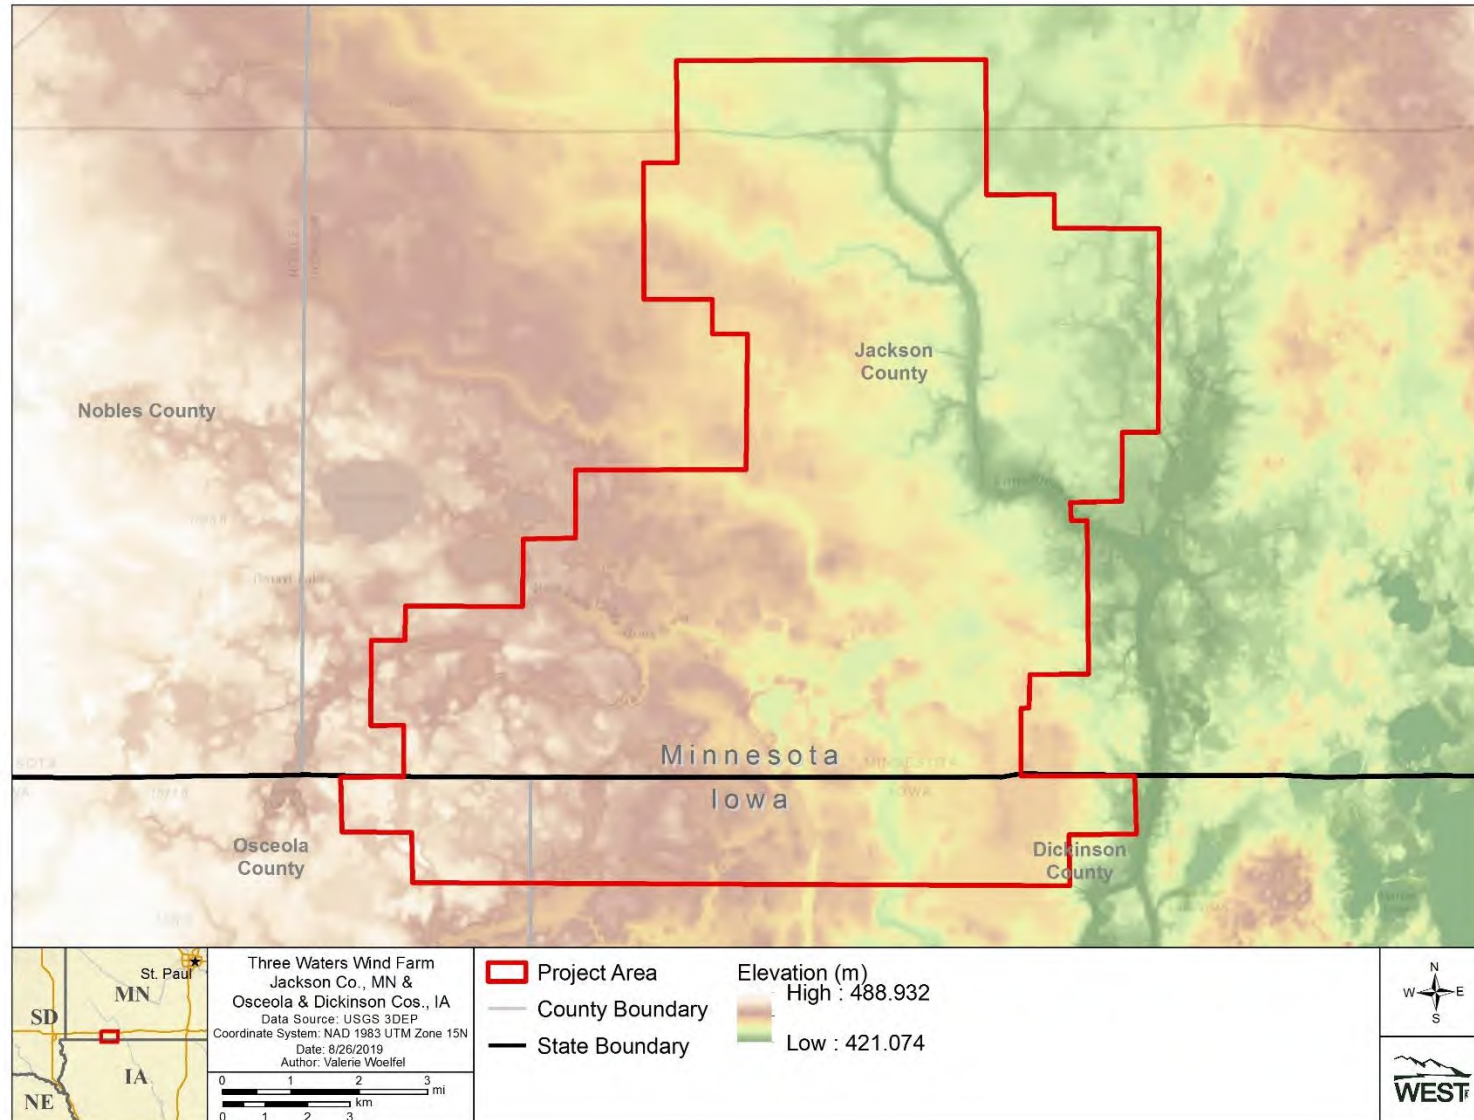 Jackson
County
Nobles County
Minnesota
MINNESOTA
Iowa
IOWA
Osceola
County
Dickinson
County
St. Paul
MN
SD
IA
NE
Three Waters Wind Farm
Jackson Co., MN &
Osceola & Dickinson Cos., IA
Data Source: USGS 3DEP
Coordinate System: NAD 1983 UTM Zone 15N
Date: 8/26/2019
Author: Valerie Woelfel
0 1 2 3
mi
km
0 1 2 3
Project Area
County Boundary
State Boundary
Elevation (m)
High : 488.932
Low : 421.074
N
W E
S
WEST